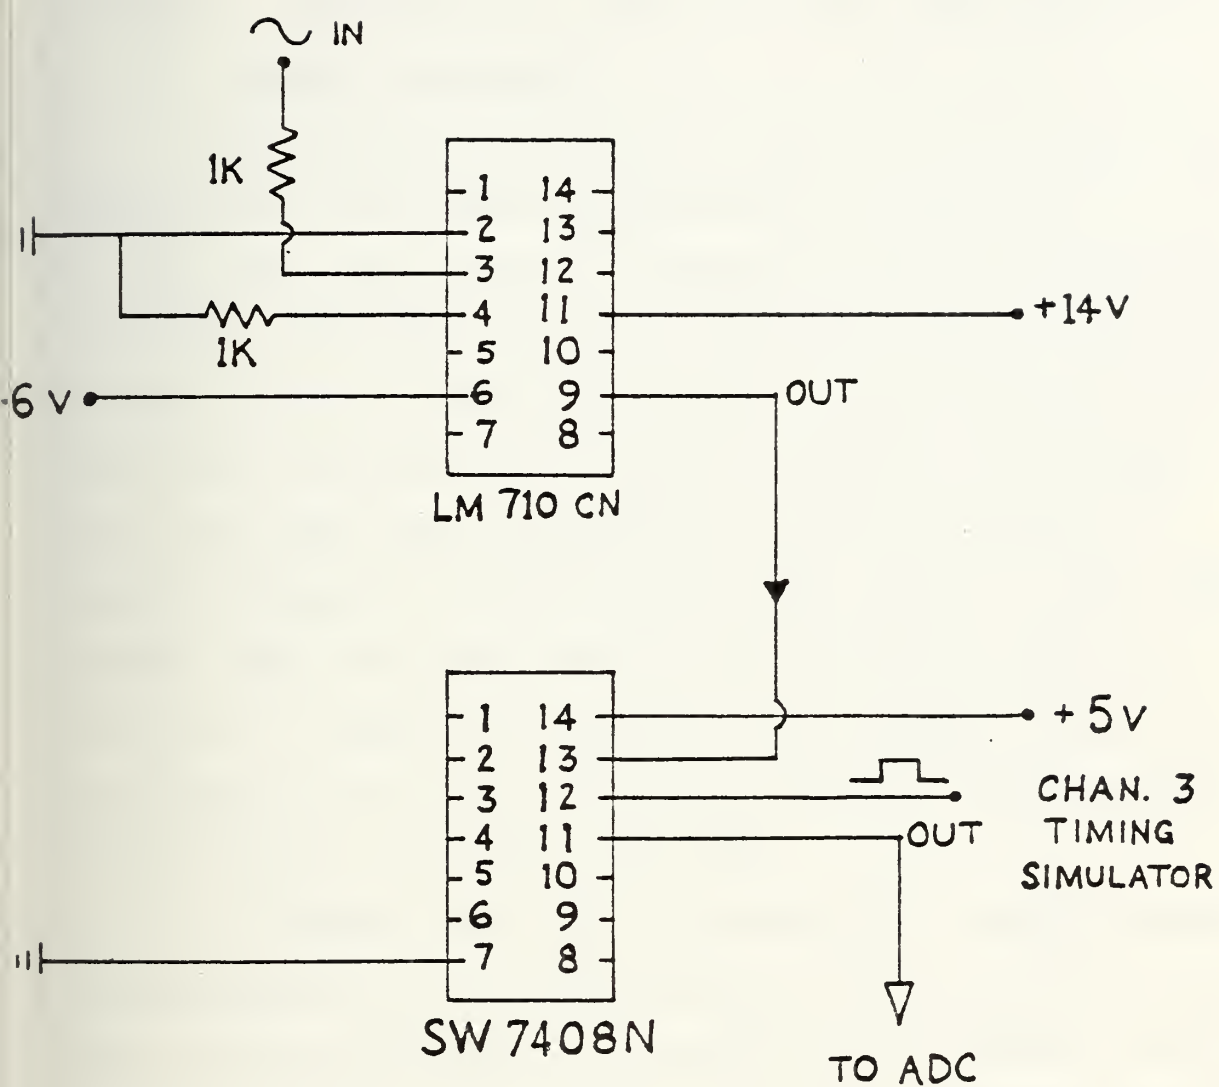 IN
1K
1 14
2 13
3 12
4 11
5 10
6 9
7 8
1K
+14V
6 V
OUT
LM 710 CN
1 14
2 13
3 12
4 11
5 10
6 9
7 8
+5V
CHAN. 3
TIMING
SIMULATOR
OUT
SW 7408N
TO ADC